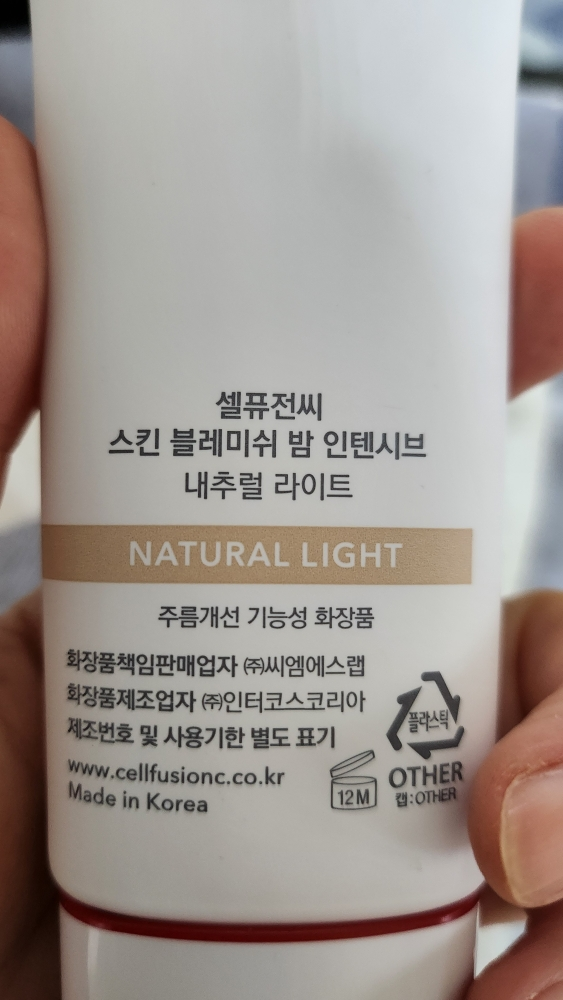 셀퓨전씨
스킨 블레미쉬 밤 인텐시브
내추럴 라이트
NATURAL LIGHT
주름개선 기능성 화장품
화장품책임판매업자 ㈜씨엠에스랩
화장품제조업자 ㈜인터코스코리아
제조번호 및 사용기한 별도 표기
www.cellfusionc.co.kr
Made in Korea
12M
플라스틱
OTHER
캡:OTHER